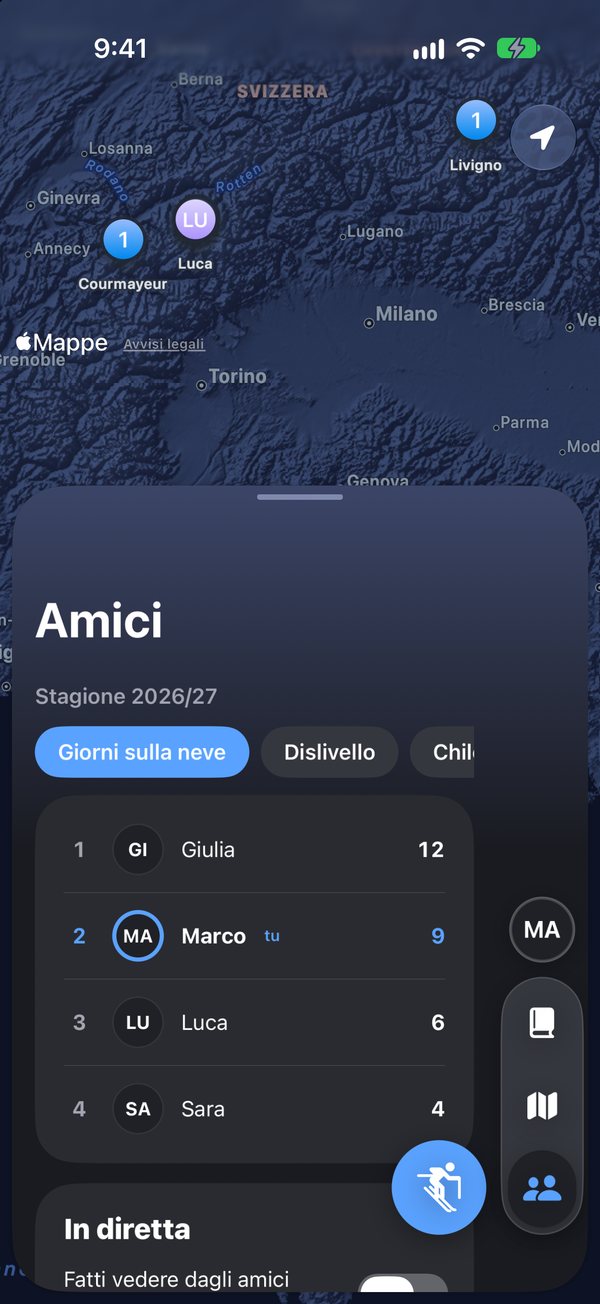 9:41
Berna
SVIZZERA
1
Livigno
Losanna
Rodano
Rotten
Ginevra
LU
Luca
1
Courmayeur
Annecy
Lugano
Milano
Brescia
Mappe
Avvisi legali
Grenoble
Torino
Parma
Genova
Amici
Stagione 2026/27
Giorni sulla neve
Dislivello
1
GI
Giulia
12
2
MA
Marco
tu
9
MA
3
LU
Luca
6
4
SA
Sara
4
In diretta
Fatti vedere dagli amici